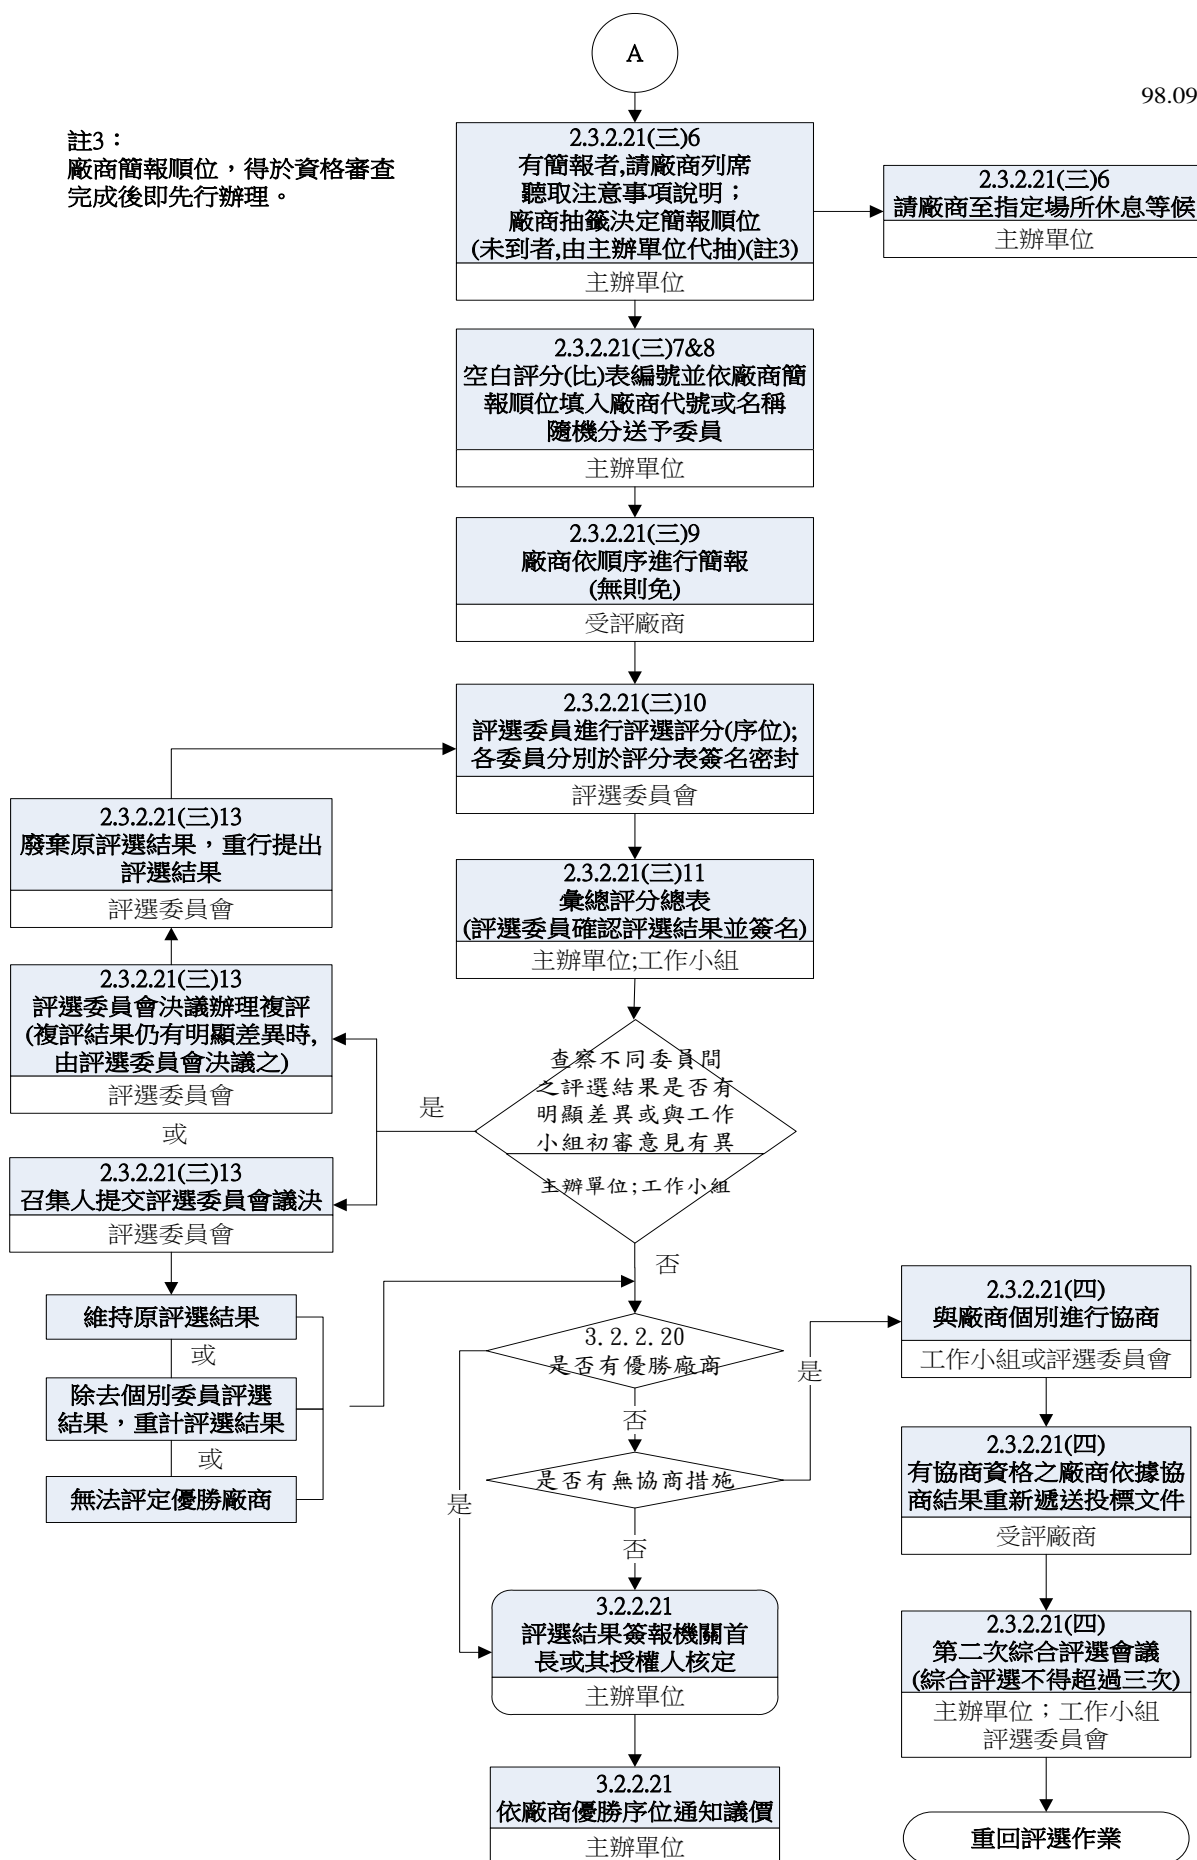 A
98.09
註3：
廠商簡報順位，得於資格審查
完成後即先行辦理。
2.3.2.21(三)6
有簡報者,請廠商列席
聽取注意事項說明；
廠商抽籤決定簡報順位
(未到者,由主辦單位代抽)(註3)
主辦單位
2.3.2.21(三)6
請廠商至指定場所休息等候
主辦單位
2.3.2.21(三)7&8
空白評分(比)表編號並依廠商簡
報順位填入廠商代號或名稱
隨機分送予委員
主辦單位
2.3.2.21(三)9
廠商依順序進行簡報
(無則免)
受評廠商
2.3.2.21(三)10
評選委員進行評選評分(序位);
各委員分別於評分表簽名密封
評選委員會
2.3.2.21(三)13
廢棄原評選結果，重行提出
評選結果
評選委員會
2.3.2.21(三)11
彙總評分總表
(評選委員確認評選結果並簽名)
主辦單位;工作小組
2.3.2.21(三)13
評選委員會決議辦理複評
(複評結果仍有明顯差異時,
由評選委員會決議之)
評選委員會
或
是
查察不同委員間
之評選結果是否有
明顯差異或與工作
小組初審意見有異
主辦單位;工作小組
2.3.2.21(三)13
召集人提交評選委員會議決
評選委員會
否
維持原評選結果
或
除去個別委員評選
結果，重計評選結果
或
無法評定優勝廠商
3.2.2.20
是否有優勝廠商
否
是
是
是否有無協商措施
否
2.3.2.21(四)
與廠商個別進行協商
工作小組或評選委員會
2.3.2.21(四)
有協商資格之廠商依據協
商結果重新遞送投標文件
受評廠商
3.2.2.21
評選結果簽報機關首
長或其授權人核定
主辦單位
2.3.2.21(四)
第二次綜合評選會議
(綜合評選不得超過三次)
主辦單位；工作小組
評選委員會
3.2.2.21
依廠商優勝序位通知議價
主辦單位
重回評選作業